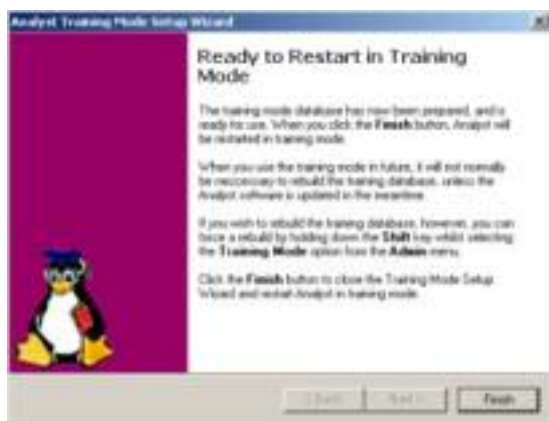 Analyst Training Mode Setup Wizard
Ready to Restart in Training
Mode
The training mode database has now been prepared, and is
ready for use. When you click the Finish button, Analyst will
be restarted in training mode.
When you use the training mode in future, it will not normally
be neccessary to rebuild the training database, unless the
Analyst software is updated in the meantime.
If you wish to rebuild the training database, however, you can
force a rebuild by holding down the Shift key whilst selecting
the Training Mode option from the Admin menu.
Click the Finish button to close the Training Mode Setup
Wizard and restart Analyst in training mode.
< Back
Next >
Finish